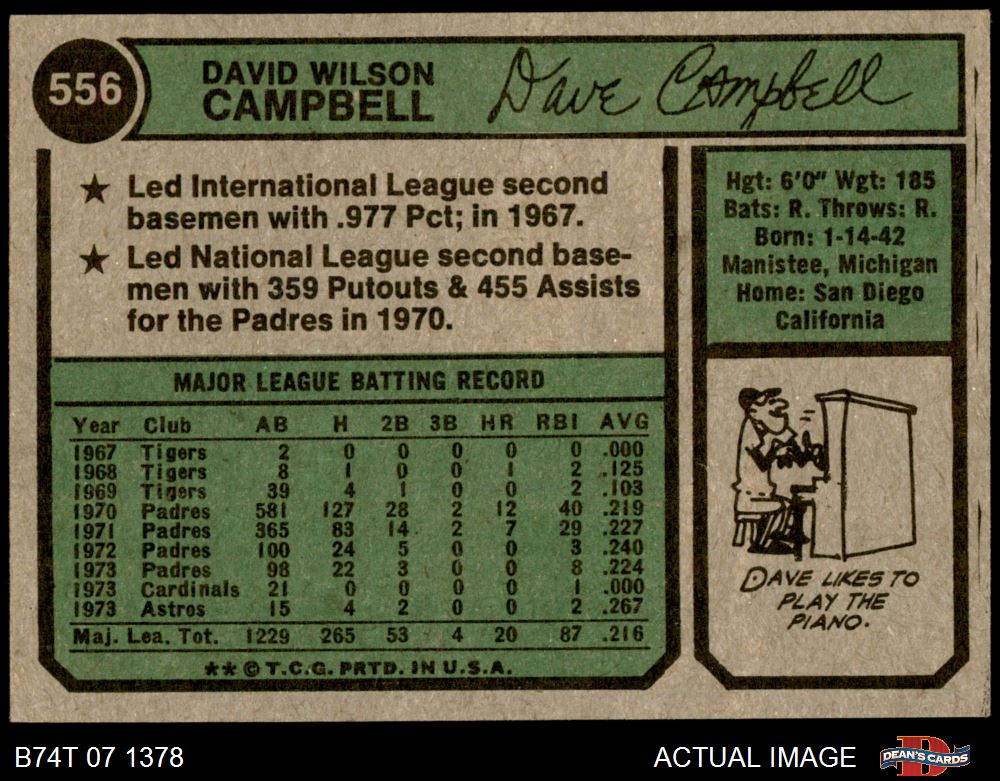 556
DAVID WILSON
CAMPBELL
Dave Campbell
★ Led International League second
basemen with .977 Pct; in 1967.
★ Led National League second base-
men with 359 Putouts & 455 Assists
for the Padres in 1970.
Hgt: 6'0" Wgt: 185
Bats: R. Throws: R.
Born: 1-14-42
Manistee, Michigan
Home: San Diego
California
MAJOR LEAGUE BATTING RECORD
Year Club AB H 2B 3B HR RBI AVG
1967 Tigers 2 0 0 0 0 0 .000
1968 Tigers 8 1 0 0 1 2 .125
1969 Tigers 39 4 1 0 0 2 .103
1970 Padres 581 127 28 2 12 40 .219
1971 Padres 365 83 14 2 7 29 .227
1972 Padres 100 24 5 0 0 3 .240
1973 Padres 98 22 3 0 0 8 .224
1973 Cardinals 21 0 0 0 0 1 .000
1973 Astros 15 4 2 0 0 2 .267
Maj. Lea. Tot. 1229 265 53 4 20 87 .216
** © T.C.G. PRTD. IN U.S.A.
DAVE LIKES TO
PLAY THE
PIANO.
B74T 07 1378
ACTUAL IMAGE
DEAN'S CARDS